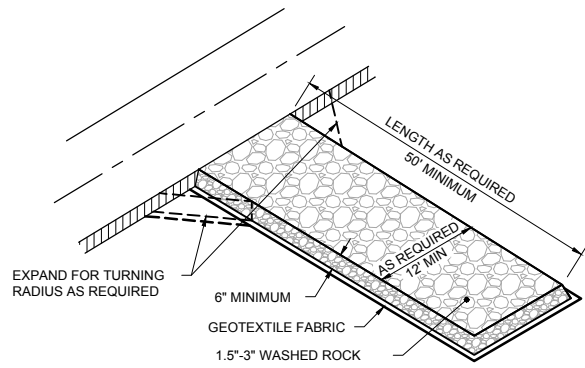 LENGTH AS REQUIRED
50' MINIMUM
AS REQUIRED
12' MIN
EXPAND FOR TURNING
RADIUS AS REQUIRED
6" MINIMUM
GEOTEXTILE FABRIC
1.5"-3" WASHED ROCK